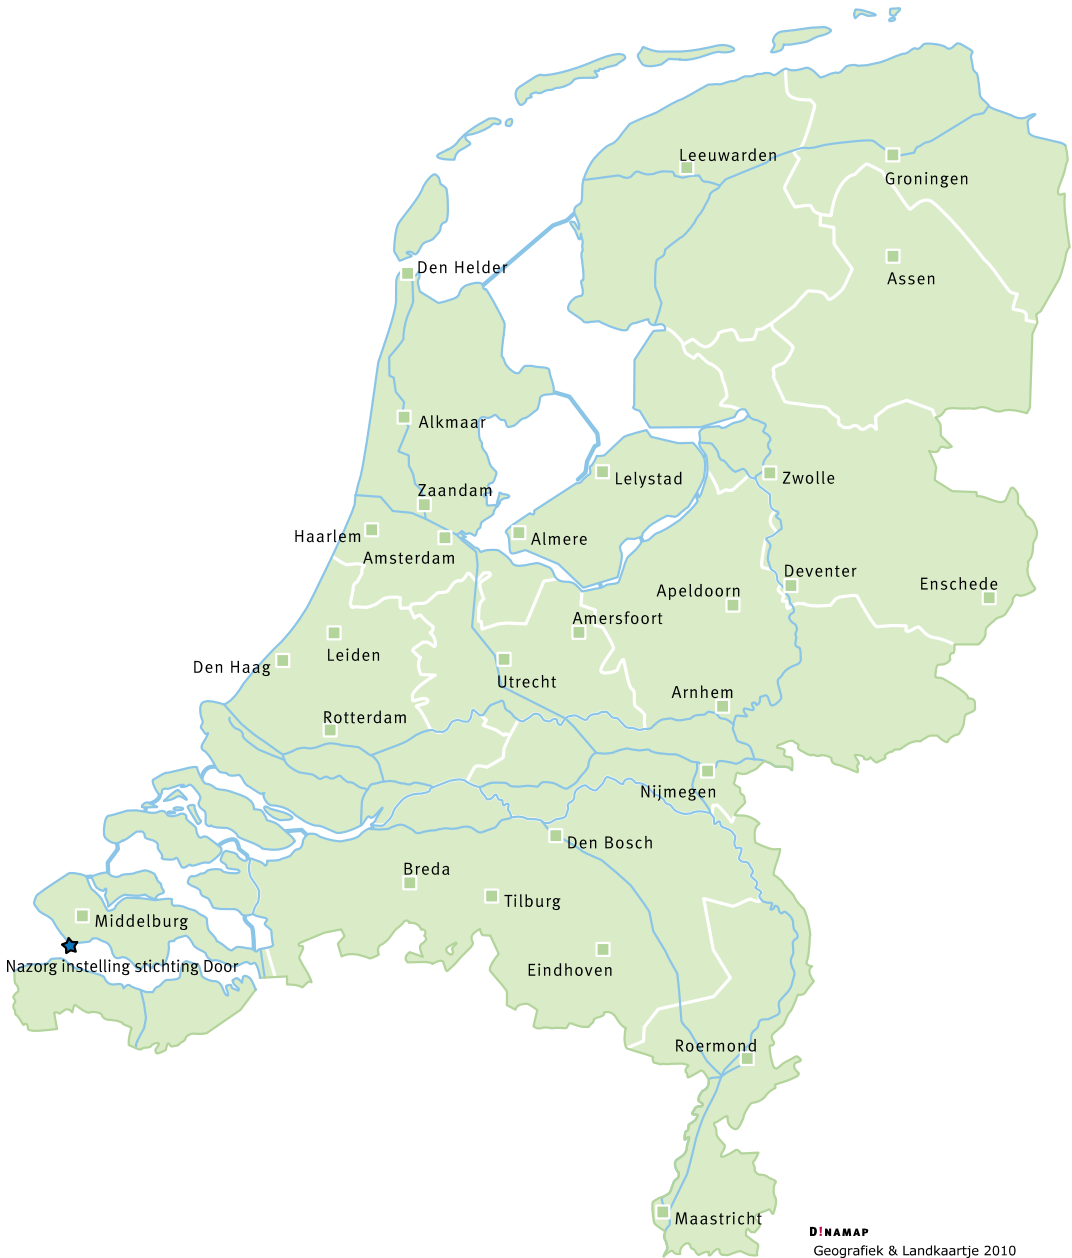 Leeuwarden
Groningen
Den Helder
Assen
Alkmaar
Lelystad
Zwolle
Zaandam
Haarlem
Almere
Amsterdam
Deventer
Enschede
Apeldoorn
Amersfoort
Leiden
Den Haag
Utrecht
Arnhem
Rotterdam
Nijmegen
Den Bosch
Breda
Tilburg
Middelburg
Nazorg instelling stichting Door
Eindhoven
Roermond
Maastricht
D!NAMAP
Geografiek & Landkaartje 2010